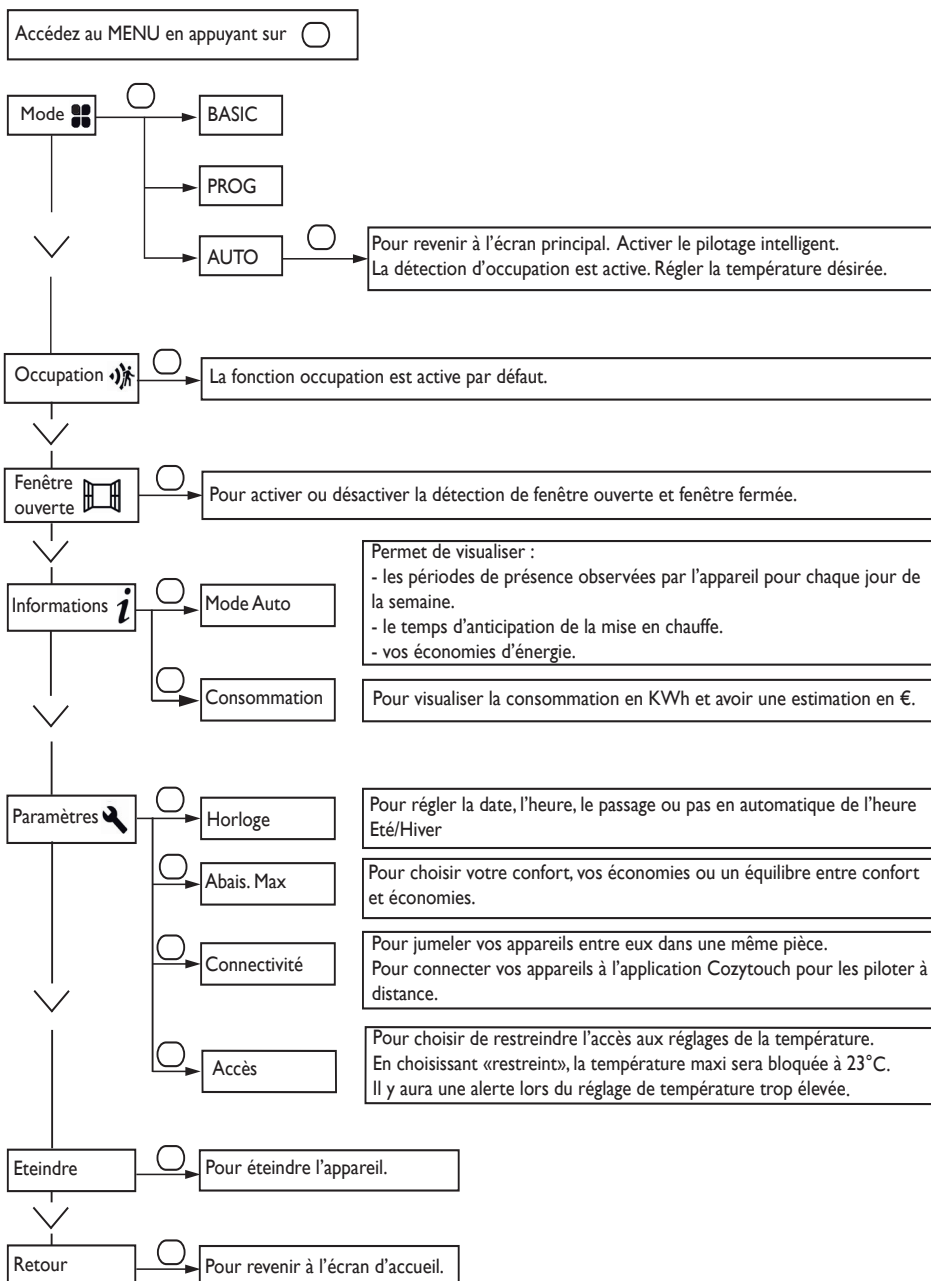 Accédez au MENU en appuyant sur
Mode
BASIC
PROG
AUTO
Pour revenir à l’écran principal. Activer le pilotage intelligent.
La détection d’occupation est active. Régler la température désirée.
Occupation
La fonction occupation est active par défaut.
Fenêtre
ouverte
Pour activer ou désactiver la détection de fenêtre ouverte et fenêtre fermée.
Informations
Mode Auto
Permet de visualiser :
- les périodes de présence observées par l’appareil pour chaque jour de
la semaine.
- le temps d’anticipation de la mise en chauffe.
- vos économies d’énergie.
Consommation
Pour visualiser la consommation en KWh et avoir une estimation en €.
Paramètres
Horloge
Pour régler la date, l’heure, le passage ou pas en automatique de l’heure
Eté/Hiver
Abais. Max
Pour choisir votre confort, vos économies ou un équilibre entre confort
et économies.
Connectivité
Pour jumeler vos appareils entre eux dans une même pièce.
Pour connecter vos appareils à l’application Cozytouch pour les piloter à
distance.
Accès
Pour choisir de restreindre l’accès aux réglages de la température.
En choisissant «restreint», la température maxi sera bloquée à 23°C.
Il y aura une alerte lors du réglage de température trop élevée.
Eteindre
Pour éteindre l’appareil.
Retour
Pour revenir à l’écran d’accueil.